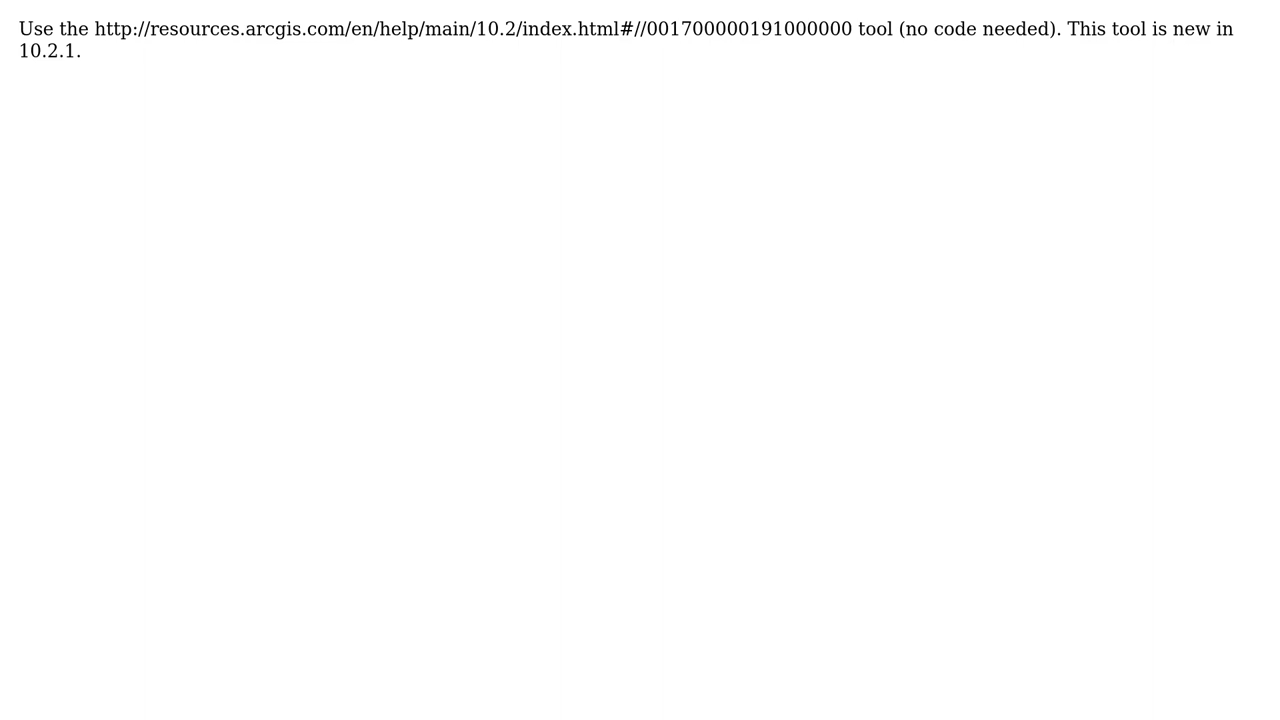 Use the http://resources.arcgis.com/en/help/main/10.2/index.html#//001700000191000000 tool (no code needed). This tool is new in
10.2.1.